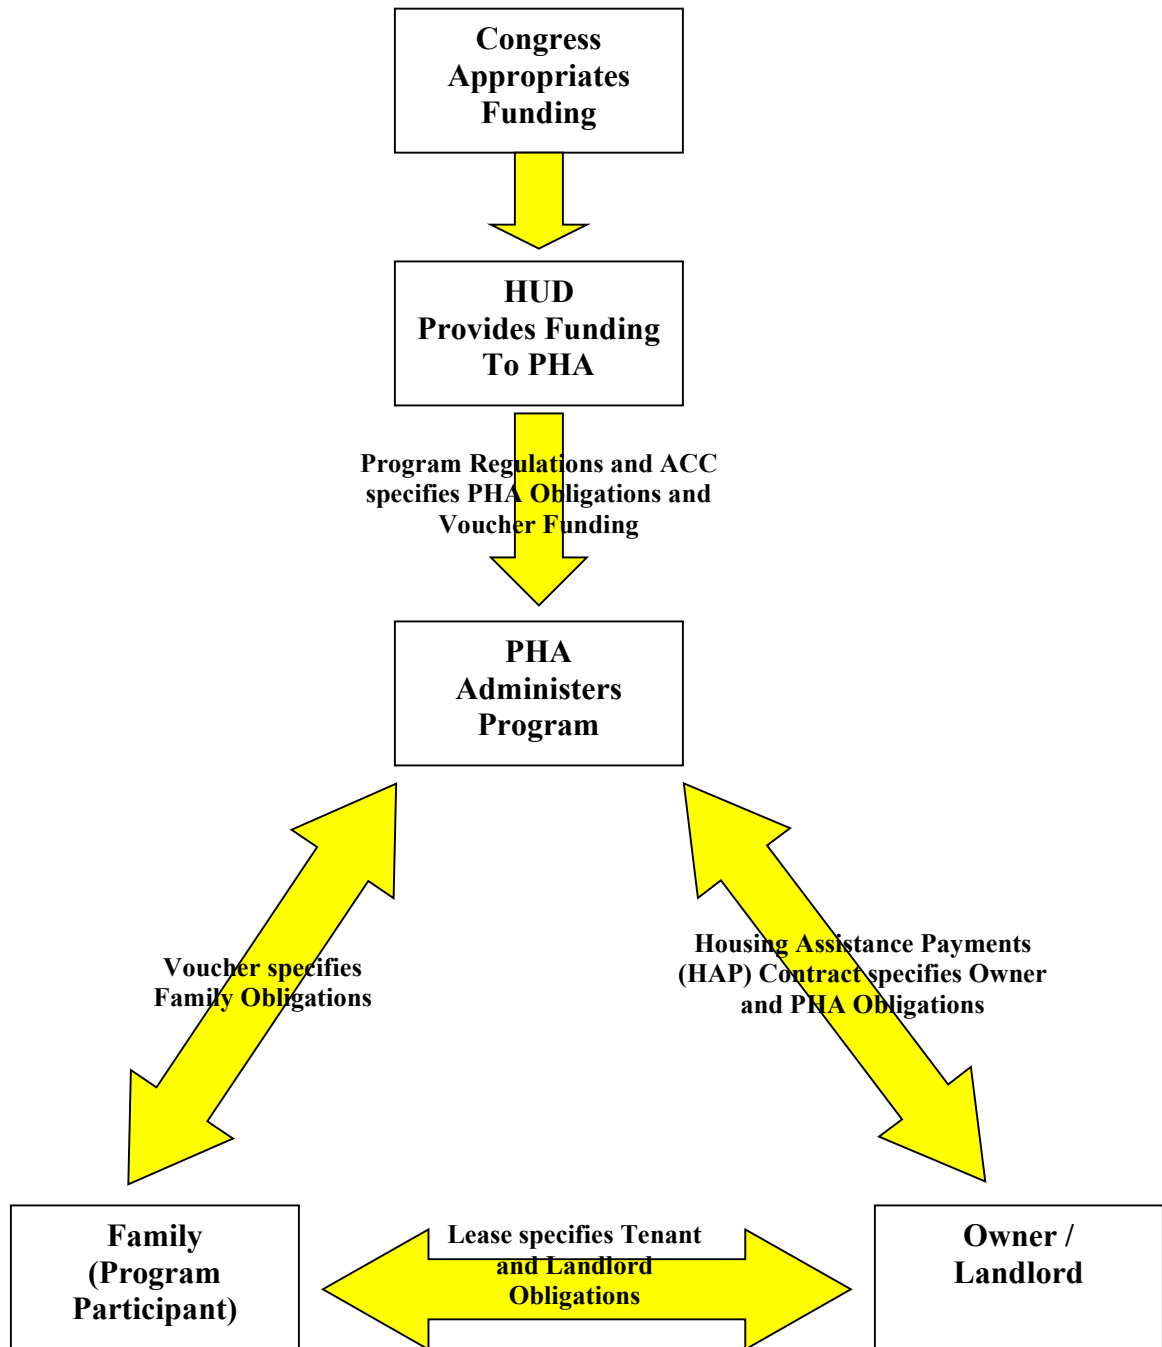 Congress
Appropriates
Funding
HUD
Provides Funding
To PHA
Program Regulations and ACC
specifies PHA Obligations and
Voucher Funding
PHA
Administers
Program
Voucher specifies
Family Obligations
Housing Assistance Payments
(HAP) Contract specifies Owner
and PHA Obligations
Family
(Program
Participant)
Lease specifies Tenant
and Landlord
Obligations
Owner /
Landlord